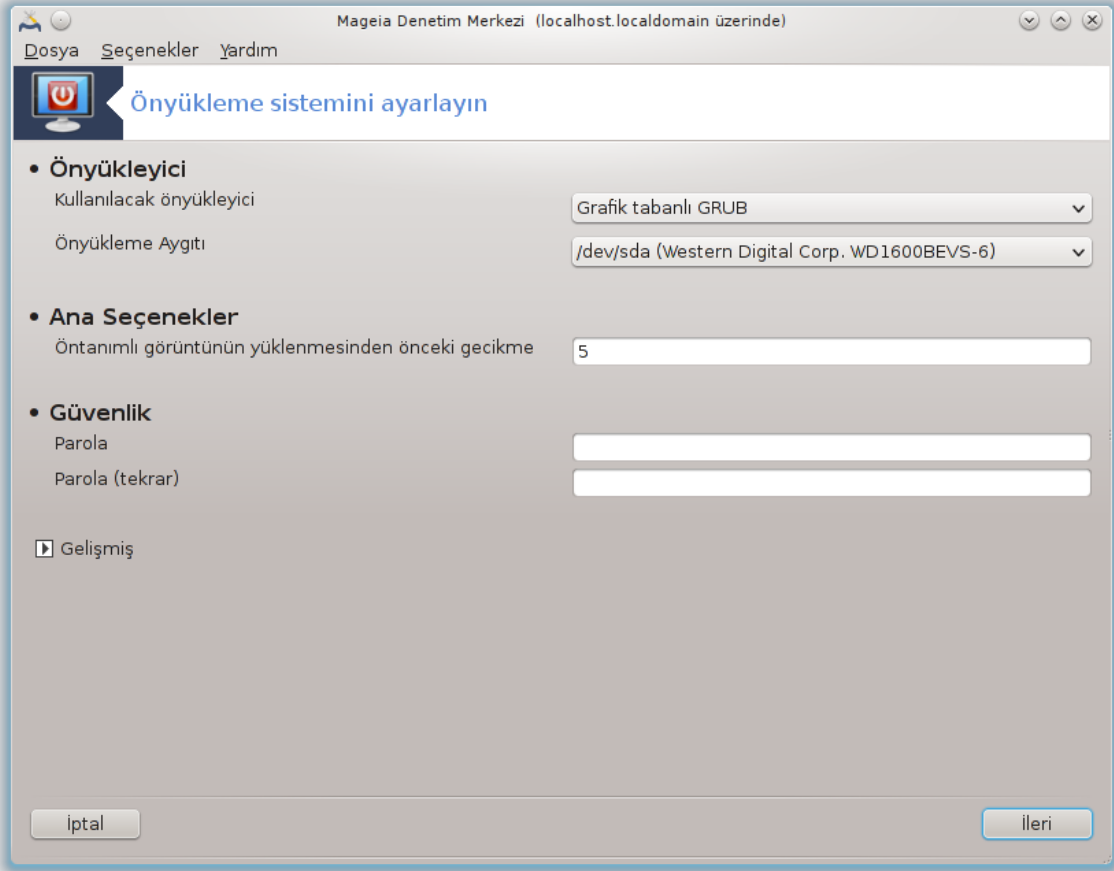 Mageia Denetim Merkezi (localhost.localdomain üzerinde)
Dosya Seçenekler Yardım
Önyükleme sistemini ayarlayın
• Önyükleyici
Kullanılacak önyükleyici Grafik tabanlı GRUB
Önyükleme Aygıtı /dev/sda (Western Digital Corp. WD1600BEVS-6)
• Ana Seçenekler
Öntanımlı görüntünün yüklenmesinden önceki gecikme 5
• Güvenlik
Parola
Parola (tekrar)
Gelişmiş
İptal İleri